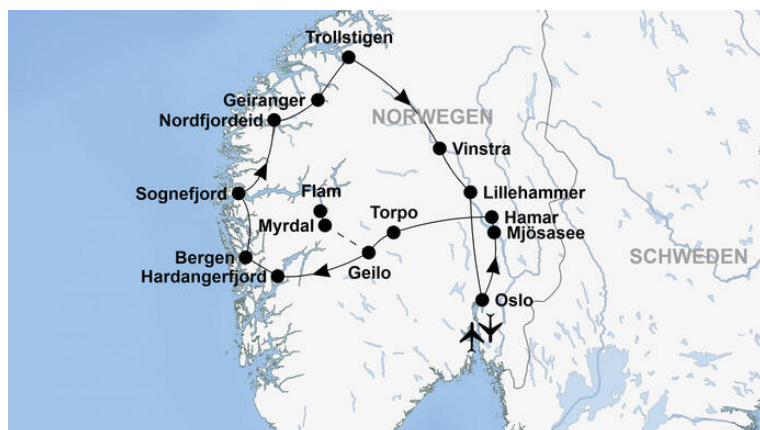 Trollstigen
Geiranger
NORWEGEN
Nordfjordeid
Vinstra
Sognefjord
Flam
Lillehammer
Torpo
Hamar
Myrdal
Mjösasee
Bergen
SCHWEDEN
Geilo
Hardangerfjord
Oslo